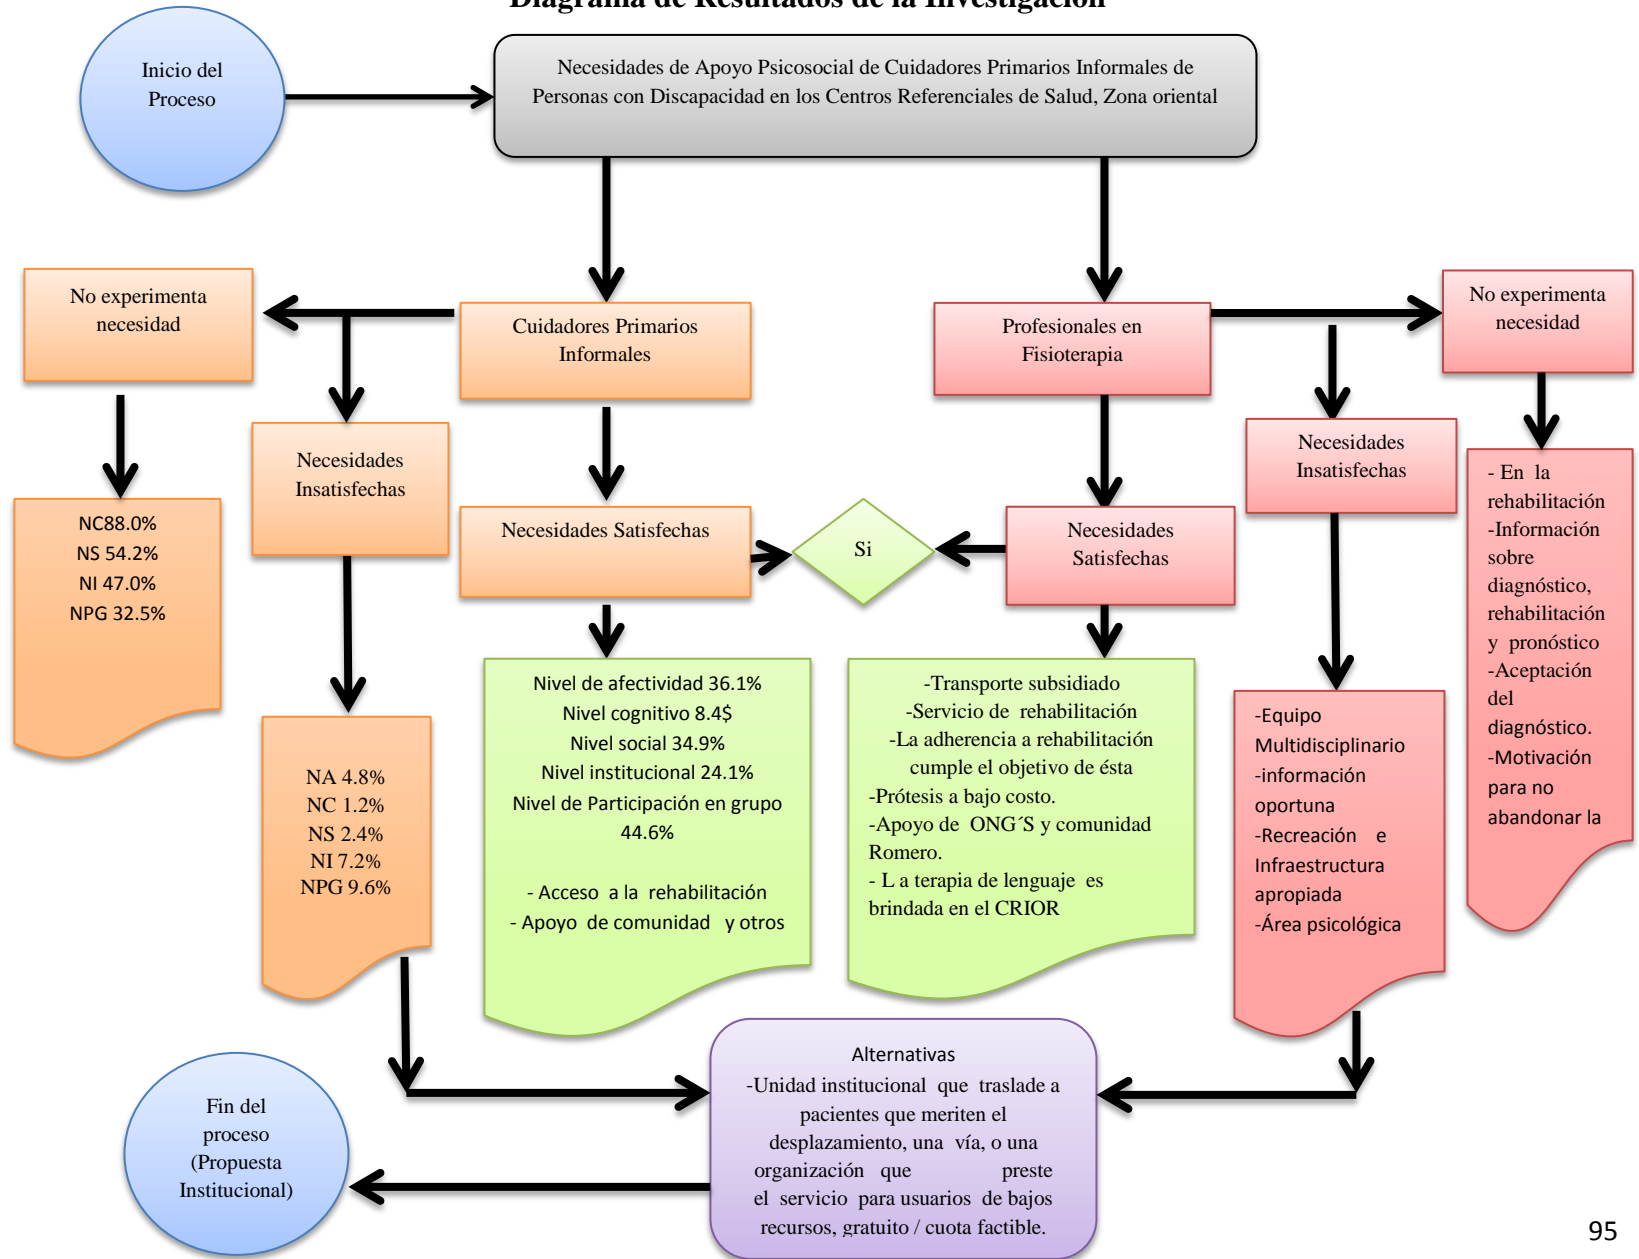 Diagrama de Resultados de la Investigación
Inicio del
Proceso
Necesidades de Apoyo Psicosocial de Cuidadores Primarios Informales de
Personas con Discapacidad en los Centros Referenciales de Salud, Zona oriental
No experimenta
necesidad
Cuidadores Primarios
Informales
Profesionales en
Fisioterapia
No experimenta
necesidad
Necesidades
Insatisfechas
Necesidades
Insatisfechas
NC88.0%
NS 54.2%
NI 47.0%
NPG 32.5%
Necesidades Satisfechas
Si
Necesidades
Satisfechas
- En  la
rehabilitación
-Información
sobre
diagnóstico,
rehabilitación
y  pronóstico
-Aceptación
del
diagnóstico.
-Motivación
para no
abandonar la
NA 4.8%
NC 1.2%
NS 2.4%
NI 7.2%
NPG 9.6%
Nivel de afectividad 36.1%
Nivel cognitivo 8.4$
Nivel social 34.9%
Nivel institucional 24.1%
Nivel de Participación en grupo
44.6%
- Acceso  a la  rehabilitación
- Apoyo  de comunidad   y otros
-Transporte subsidiado
-Servicio de  rehabilitación
-La adherencia a rehabilitación
cumple el objetivo de ésta
-Prótesis a bajo costo.
-Apoyo de  ONG´S y comunidad
Romero.
- L a terapia de lenguaje  es
brindada en el CRIOR
-Equipo
Multidisciplinario
-información
oportuna
-Recreación    e
Infraestructura
apropiada
-Área psicológica
Alternativas
-Unidad institucional  que  traslade a
pacientes que meriten el
desplazamiento, una  vía, o una
organización   que              preste
el  servicio  para usuarios  de bajos
recursos, gratuito / cuota factible.
Fin del
proceso
(Propuesta
Institucional)
95